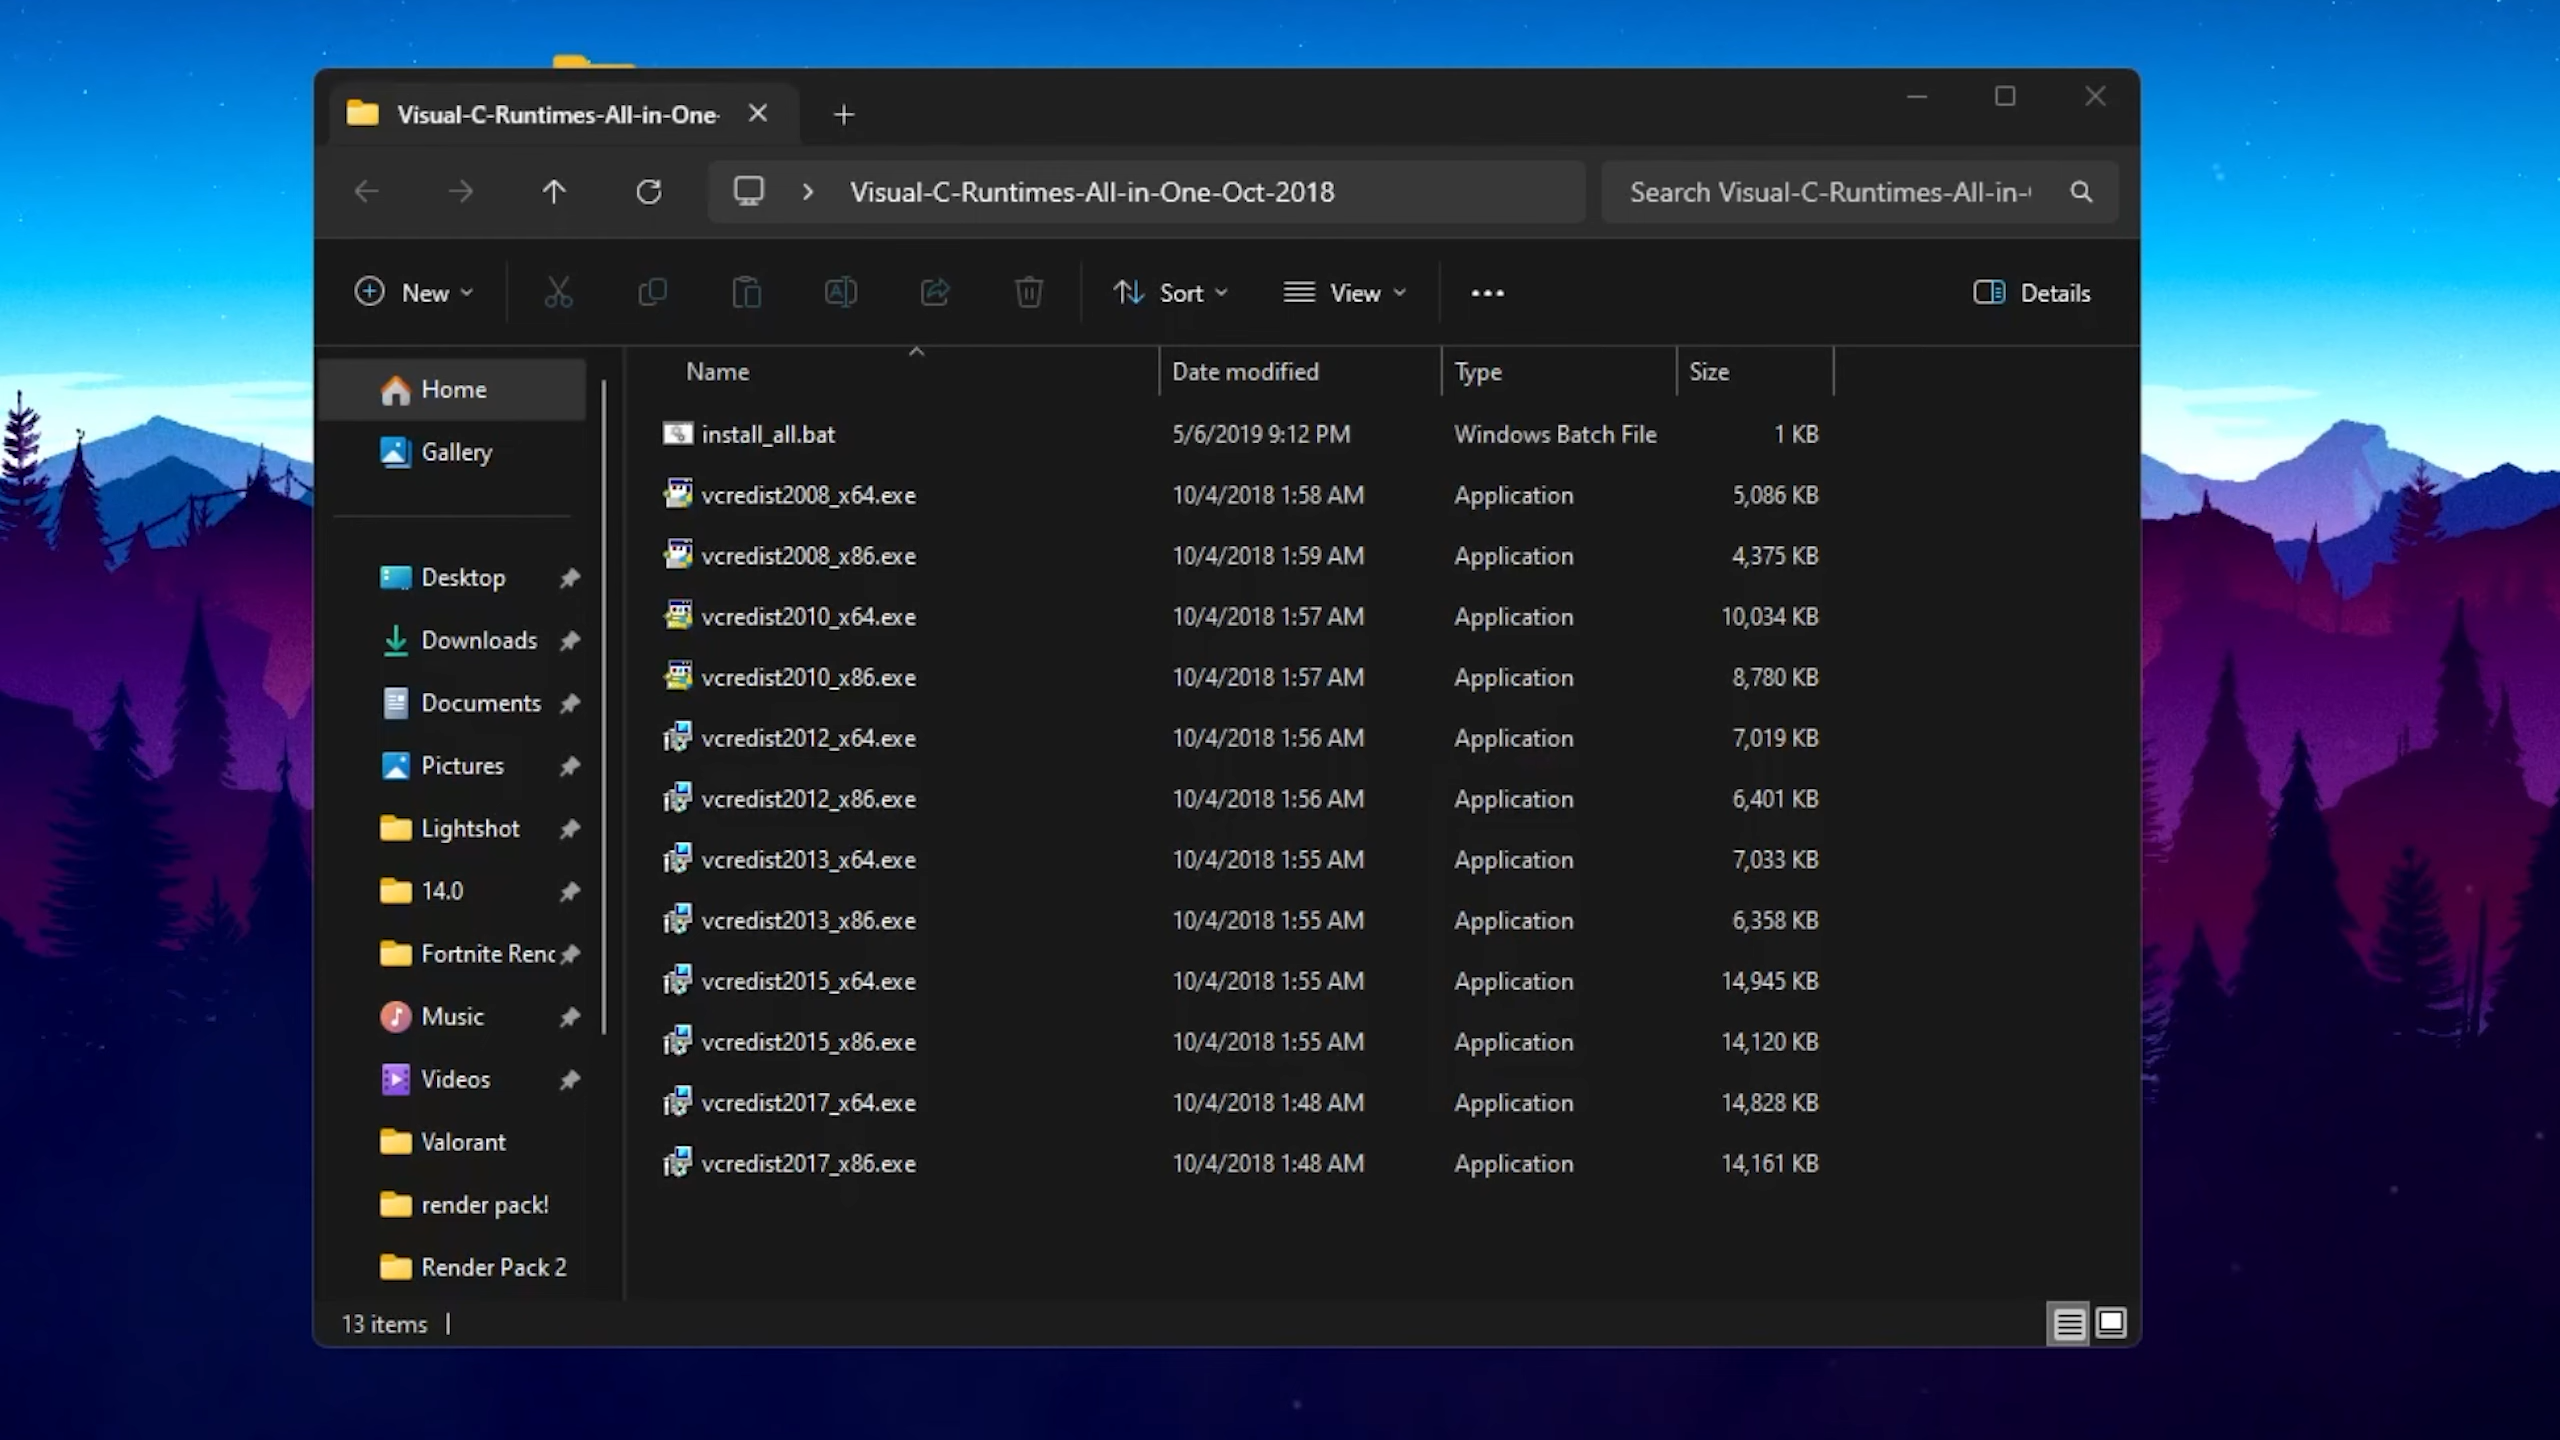 Visual-C-Runtimes-All-in-One-
Visual-C-Runtimes-All-in-One-Oct-2018
Search Visual-C-Runtimes-All-in-
New
Sort
View
Details
Name Date modified Type Size
Home
Gallery
Desktop
Downloads
Documents
Pictures
Lightshot
14.0
Fortnite Renc
Music
Videos
Valorant
render pack!
Render Pack 2
install_all.bat 5/6/2019 9:12 PM Windows Batch File 1 KB
vcredist2008_x64.exe 10/4/2018 1:58 AM Application 5,086 KB
vcredist2008_x86.exe 10/4/2018 1:59 AM Application 4,375 KB
vcredist2010_x64.exe 10/4/2018 1:57 AM Application 10,034 KB
vcredist2010_x86.exe 10/4/2018 1:57 AM Application 8,780 KB
vcredist2012_x64.exe 10/4/2018 1:56 AM Application 7,019 KB
vcredist2012_x86.exe 10/4/2018 1:56 AM Application 6,401 KB
vcredist2013_x64.exe 10/4/2018 1:55 AM Application 7,033 KB
vcredist2013_x86.exe 10/4/2018 1:55 AM Application 6,358 KB
vcredist2015_x64.exe 10/4/2018 1:55 AM Application 14,945 KB
vcredist2015_x86.exe 10/4/2018 1:55 AM Application 14,120 KB
vcredist2017_x64.exe 10/4/2018 1:48 AM Application 14,828 KB
vcredist2017_x86.exe 10/4/2018 1:48 AM Application 14,161 KB
13 items